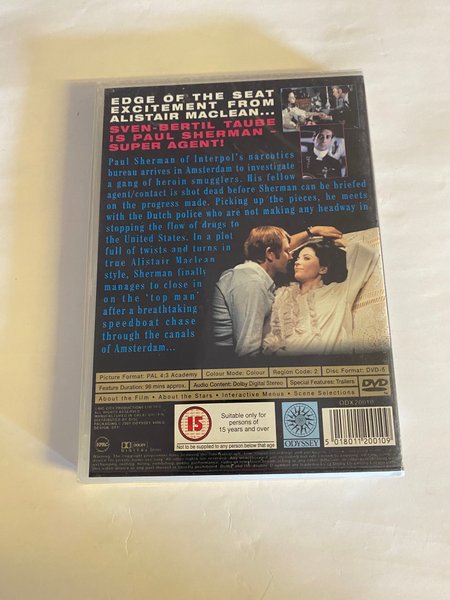 EDGE OF THE SEAT
EXCITEMENT FROM
ALISTAIR MACLEAN...
SVEN-BERTIL TAUBE
IS PAUL SHERMAN -
SUPER AGENT!
Paul Sherman of Interpol's narcotics
bureau arrives in Amsterdam to investigate
a gang of heroin smugglers. His fellow
agent/contact is shot dead before Sherman can be briefed
on the progress made. Picking up the pieces, he meets
with the Dutch police who are not making any headway in
stopping the flow of drugs to
the United States. In a plot
full of twists and turns in
true Alistair Maclean
style, Sherman finally
manages to close in
on the 'top man'
after a breathtaking
speedboat chase
through the canals
of Amsterdam...
Picture Format: PAL 4:3 Academy Colour Mode: Colour Region Code: 2 Disc Format: DVD-5
Feature Duration: 96 mins approx. Audio Content: Dolby Digital Stereo Special Features: Trailers
DVD
About the Film • About the Stars • Interactive Menus • Scene Selections
ODX20010
15
Suitable only for
persons of
15 years and over
Not to be supplied to any person below that age
ODYSSEY
DOLBY
DIGITAL
5 018011 200109